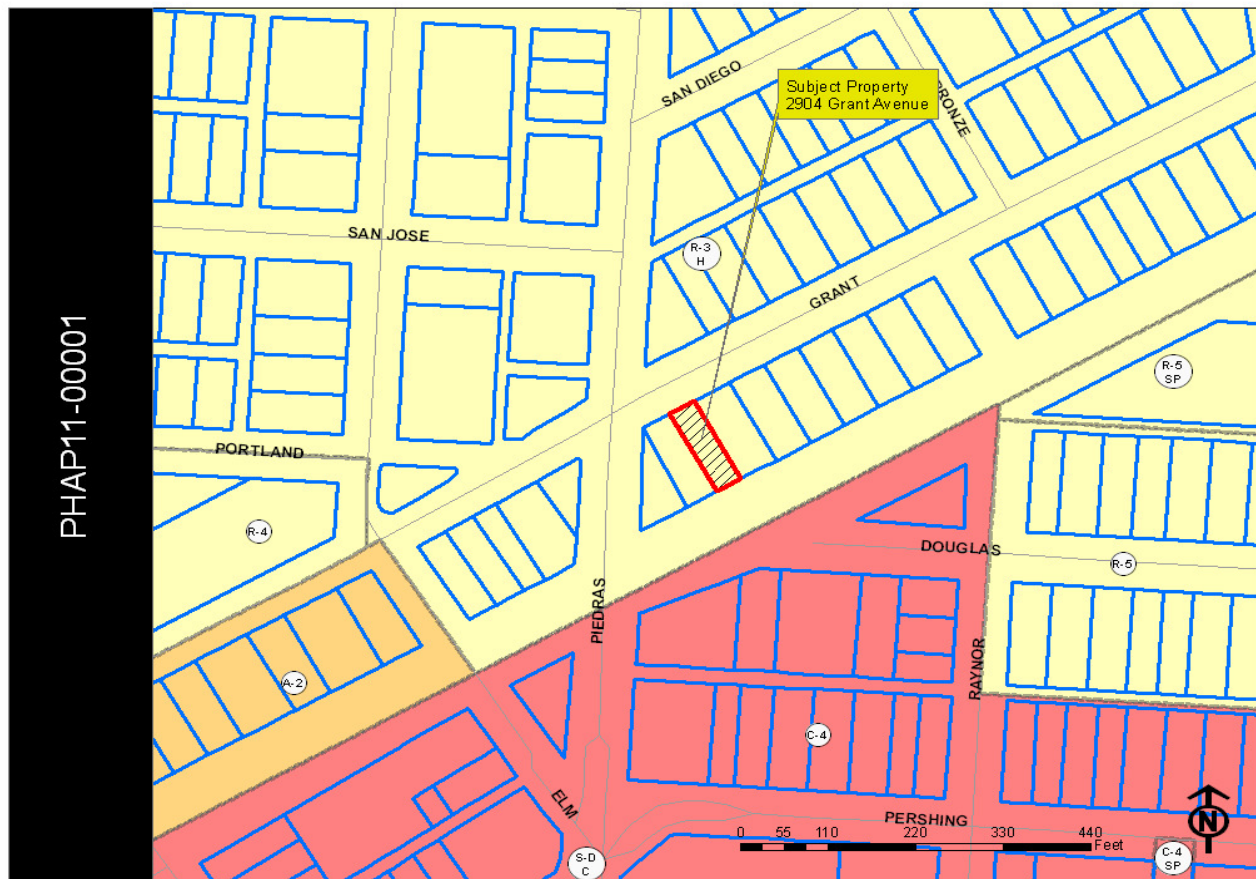 PHAP11-00001
SAN DIEGO
Subject Property
2904 Grant Avenue
BRONZE
SAN JOSE
R-3
H
GRANT
R-5
SP
PORTLAND
R-4
DOUGLAS
R-5
PIEDRAS
RAYNOR
A-2
C-4
ELM
PERSHING
0 55 110 220 330 440
Feet
N
S-D
C
C-4
SP